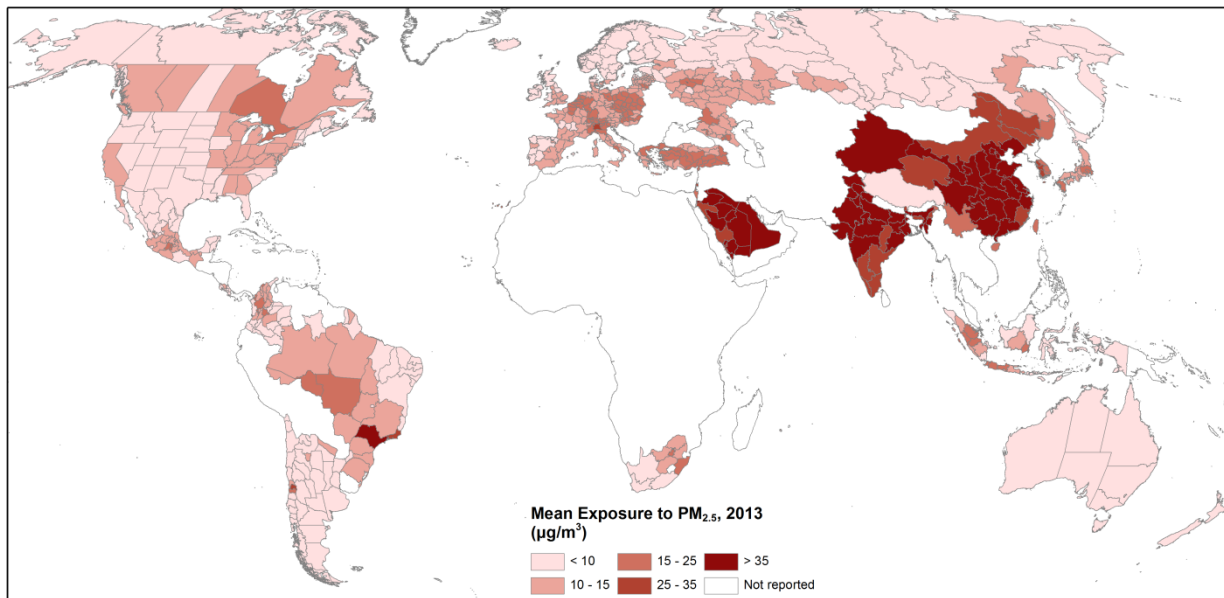 Mean Exposure to PM2.5, 2013
(µg/m³)
< 10
15 - 25
> 35
10 - 15
25 - 35
Not reported